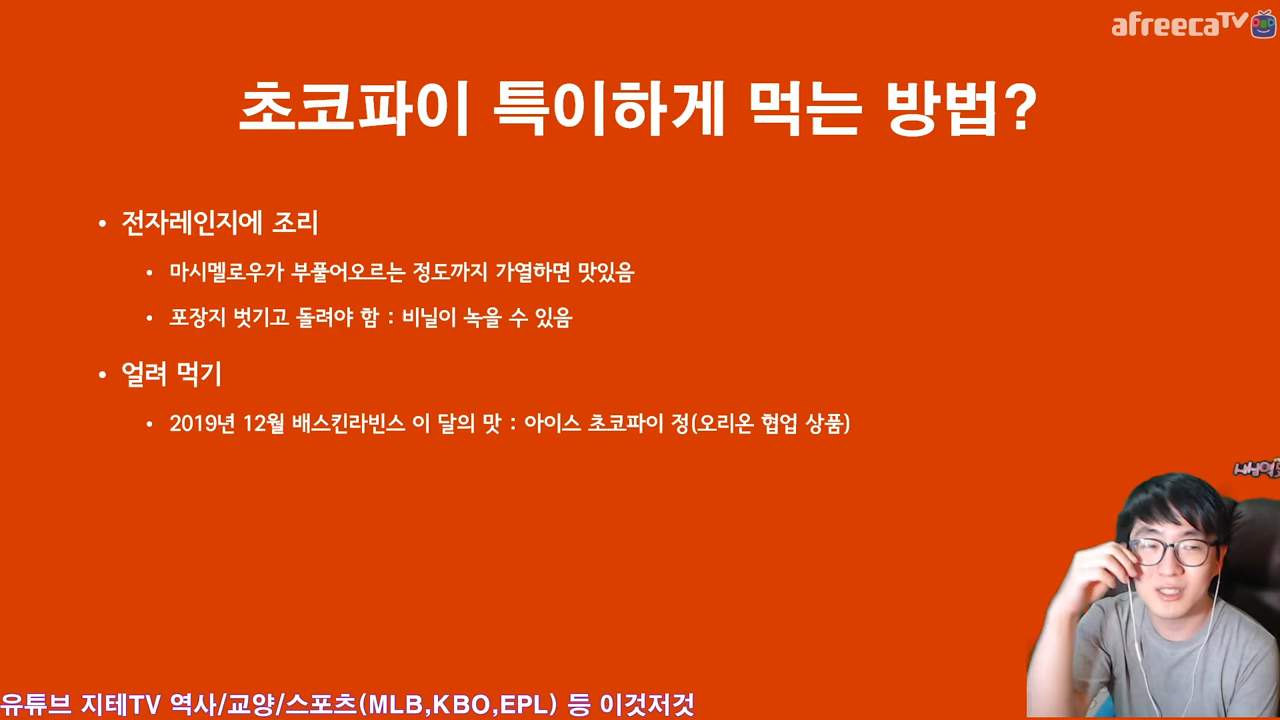 afreecaTV
초코파이 특이하게 먹는 방법?
• 전자레인지에 조리
• 마시멜로우가 부풀어오르는 정도까지 가열하면 맛있음
• 포장지 벗기고 돌려야 함 : 비닐이 녹을 수 있음
• 얼려 먹기
• 2019년 12월 배스킨라빈스 이 달의 맛 : 아이스 초코파이 정(오리온 협업 상품)
유튜브 지테TV 역사/교양/스포츠(MLB,KBO,EPL) 등 이것저것